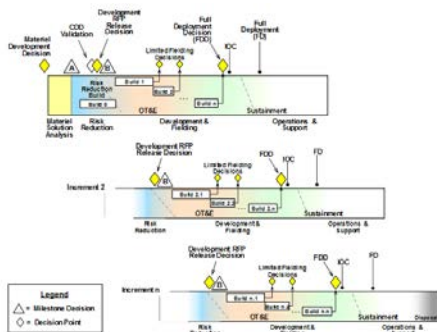 Materiel
Development
Decision
CDD
Validation
Development
RFP
Release
Decision
Full
Deployment
Decision
(FDD)
IOC
Full
Deployment
(FD)
Limited Fielding
Decisions
A
B
Risk
Reduction
Build
Build 0
Build 1
Build 2
Build n
OT&E
Sustainment
Materiel
Solution
Analysis
Risk
Reduction
Development &
Fielding
Operations &
Support
Development RFP
Release Decision
Limited Fielding
Decisions
FDD
IOC
FD
Increment 2
B
Build 2.1
Build 2.2
Build 2.n
OT&E
Sustainment
Risk
Reduction
Development &
Fielding
Operations &
Support
Development RFP
Release Decision
Limited Fielding
Decisions
FDD
IOC
FD
Increment n
B
Build n.1
Build n.n
OT&E
Sustainment
Risk
Development &
Operations &
Legend
= Milestone Decision
= Decision Point